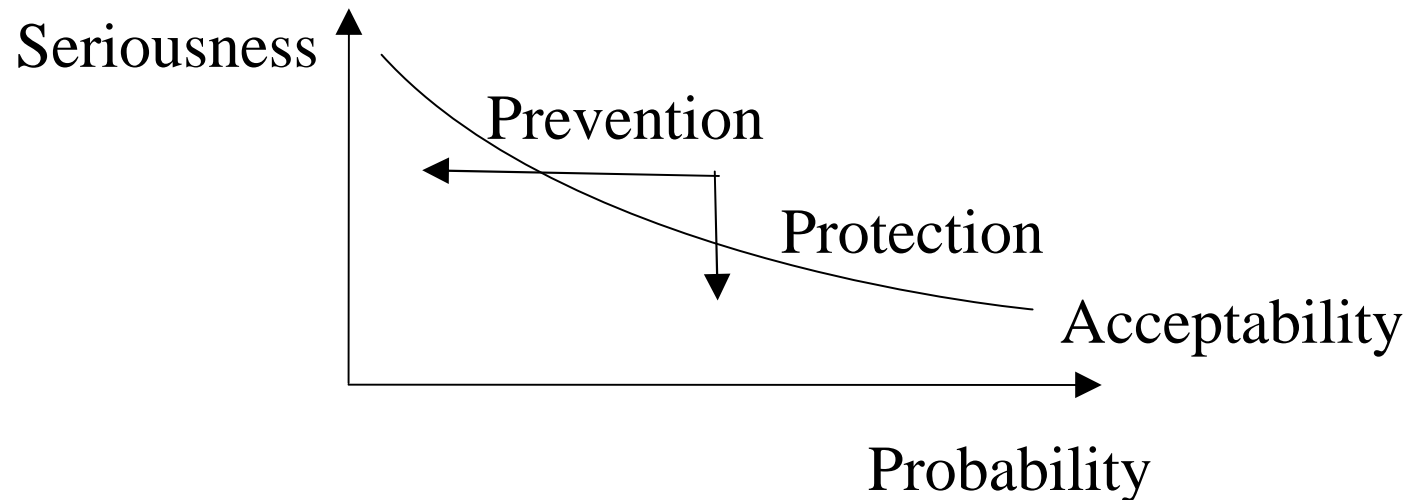 Seriousness
Prevention
Protection
Acceptability
Probability